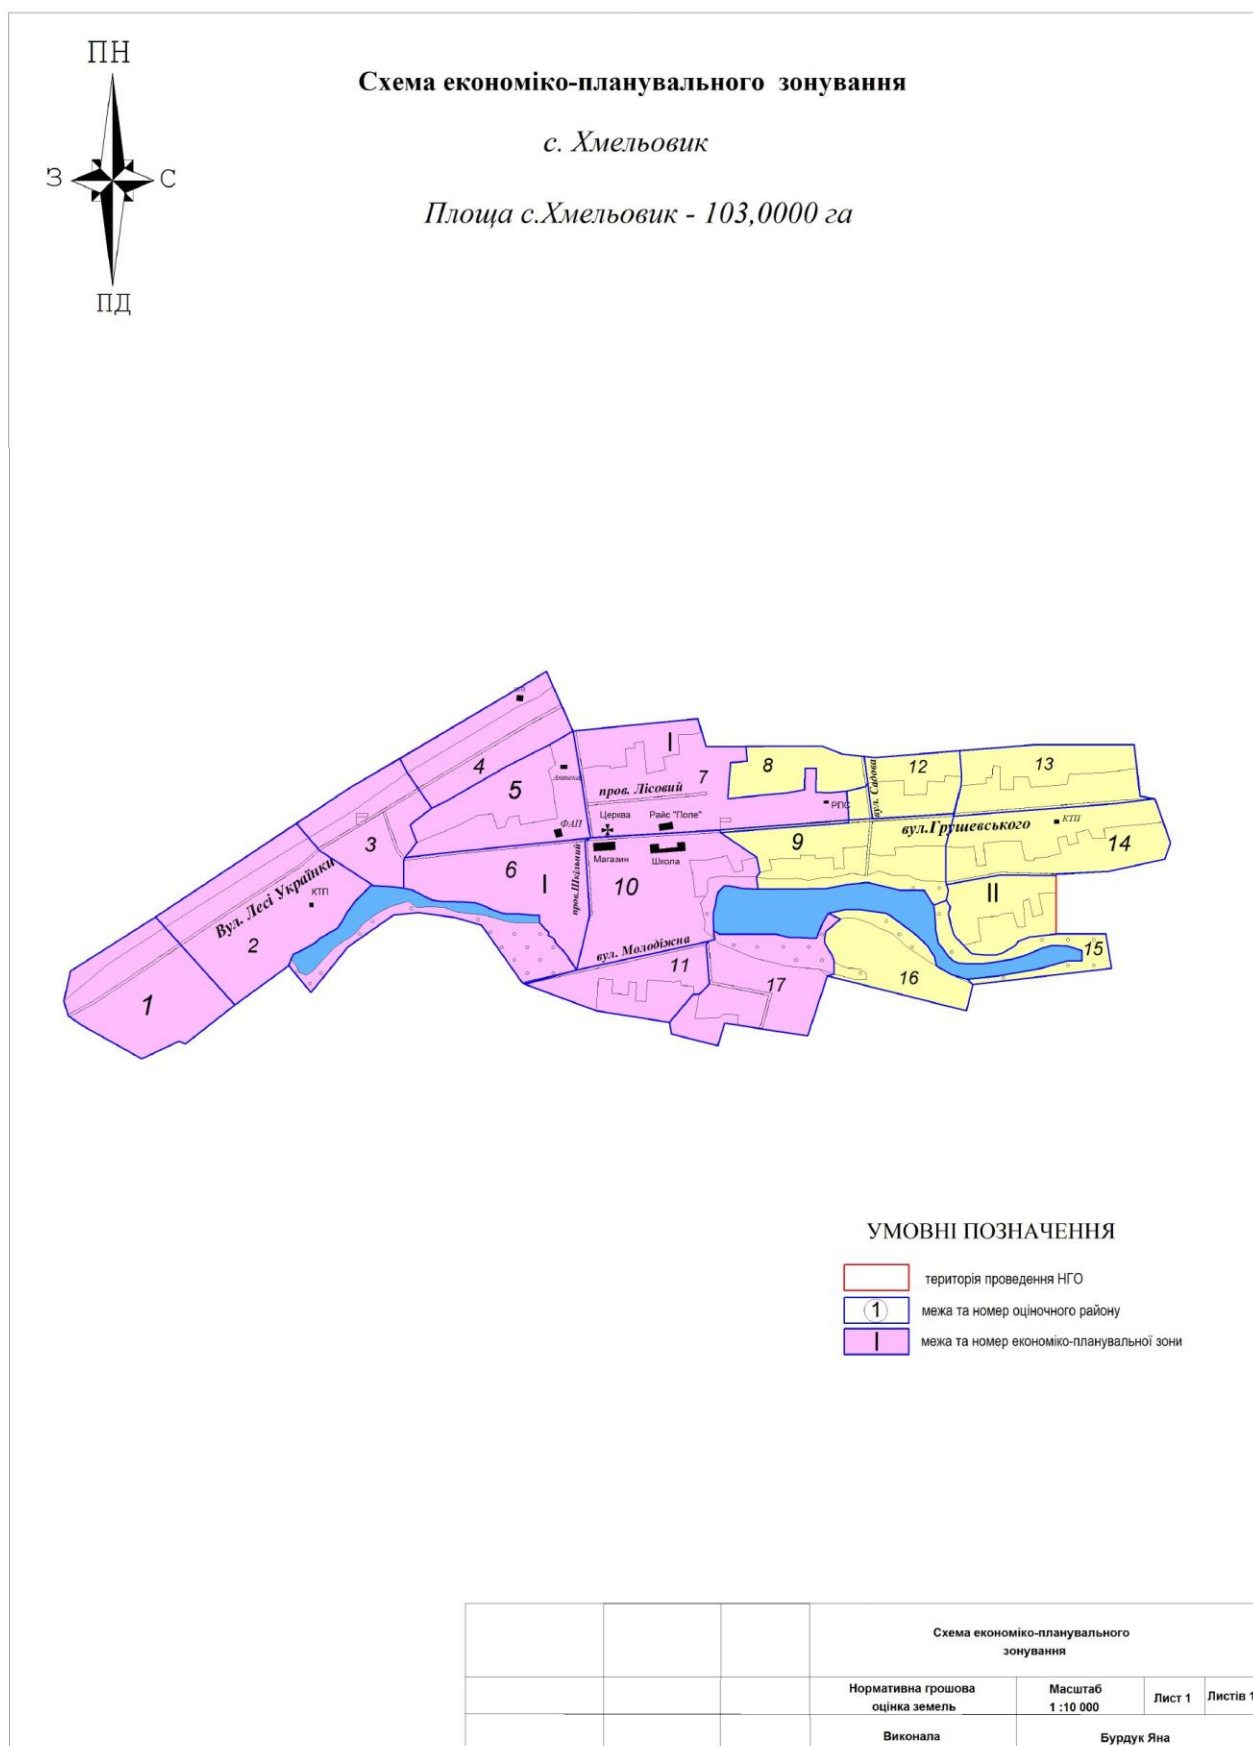 ПН
З С
ПД
Схема економіко-планувального зонування
с. Хмельовик
Площа с.Хмельовик - 103,0000 га
4
5
Аптека
ФАП
I
7
пров. Лісовий
Церква
Райс "Поле"
РПС
8
вул. Садова
12
13
3
6
I
пров.Шкільний
Магазин
Школа
10
9
вул.Грушевського
КТП
14
Вул. Лесі Українки
КТП
2
1
вул. Молодіжна
11
17
16
II
15
УМОВНІ ПОЗНАЧЕННЯ
територія проведення НГО
1 межа та номер оціночного району
I межа та номер економіко-планувальної зони
Схема економіко-планувального
зонування
Нормативна грошова
оцінка земель
Масштаб
1 :10 000
Лист 1
Листів 1
Виконала
Бурдук Яна